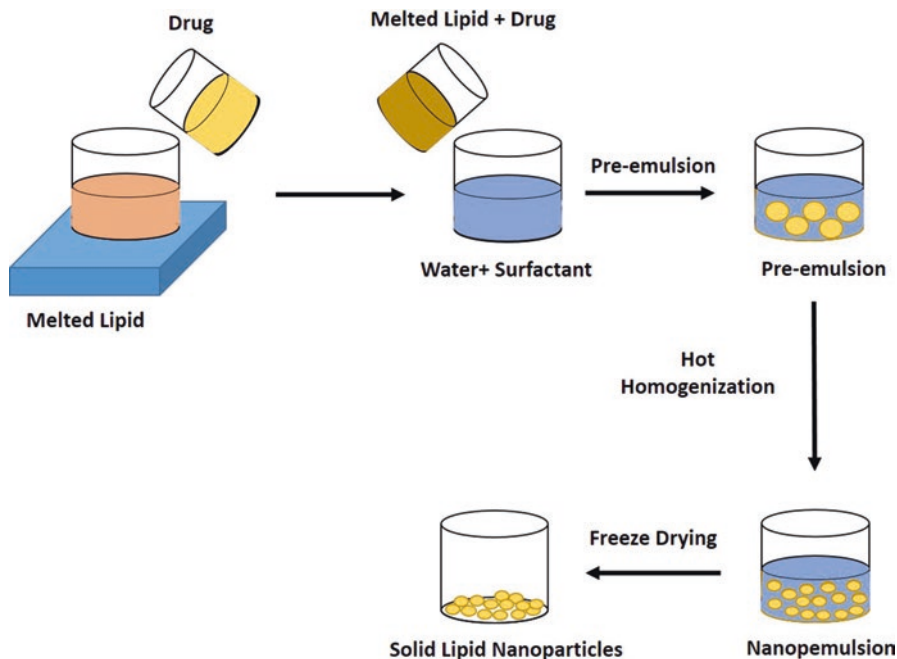 Drug
Melted Lipid + Drug
Melted Lipid
Water+ Surfactant
Pre-emulsion
Pre-emulsion
Hot
Homogenization
Freeze Drying
Solid Lipid Nanoparticles
Nanopemulsion